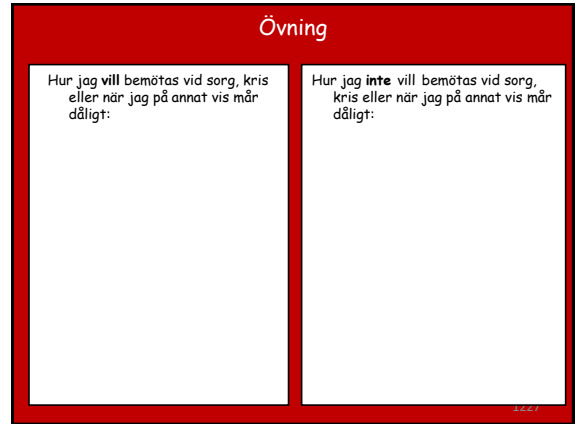 Övning
Hur jag vill bemötas vid sorg, kris
eller när jag på annat vis mår
dåligt:
Hur jag inte vill bemötas vid sorg,
kris eller när jag på annat vis mår
dåligt:
1227